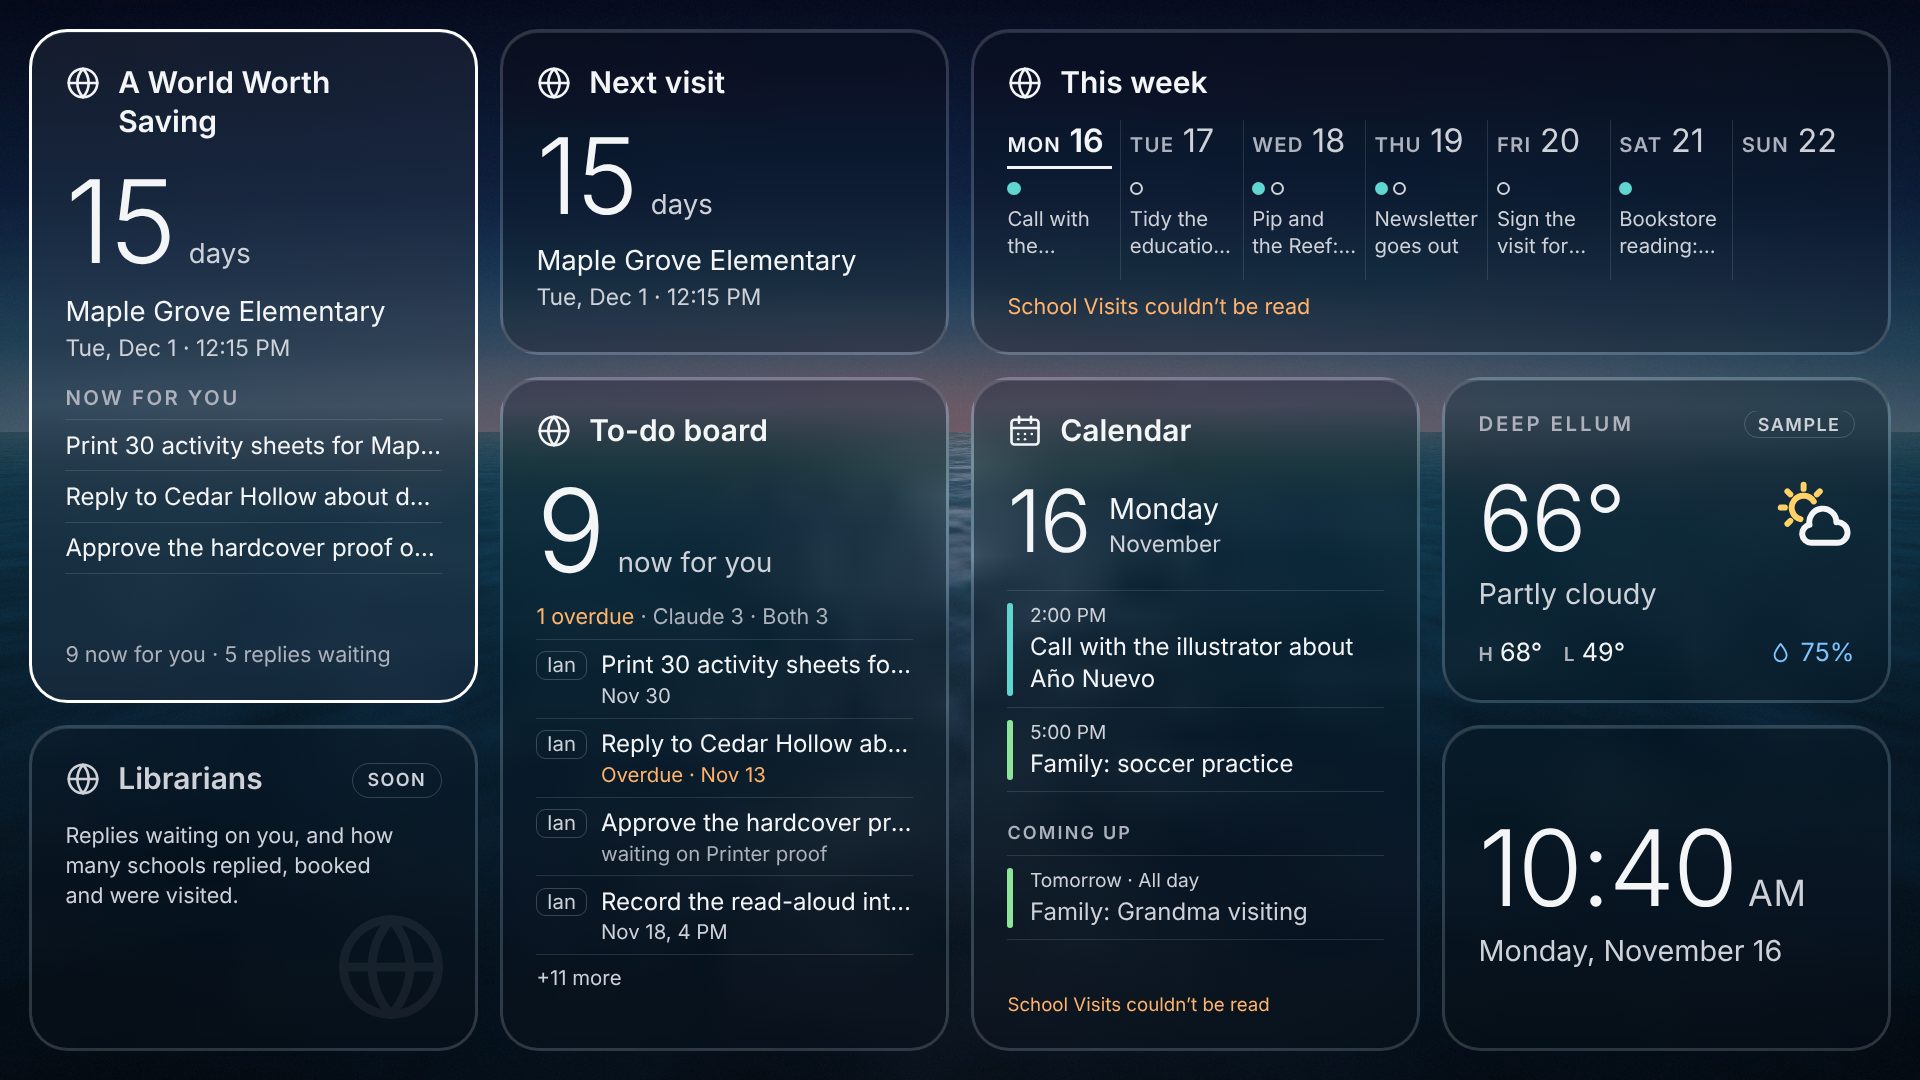 A World Worth
Saving
15 days
Maple Grove Elementary
Tue, Dec 1 · 12:15 PM
NOW FOR YOU
Print 30 activity sheets for Map...
Reply to Cedar Hollow about d...
Approve the hardcover proof o...
9 now for you · 5 replies waiting
Librarians
SOON
Replies waiting on you, and how
many schools replied, booked
and were visited.
Next visit
15 days
Maple Grove Elementary
Tue, Dec 1 · 12:15 PM
This week
MON 16
Call with
the...
TUE 17
Tidy the
educatio...
WED 18
Pip and
the Reef:...
THU 19
Newsletter
goes out
FRI 20
Sign the
visit for...
SAT 21
Bookstore
reading:...
SUN 22
School Visits couldn’t be read
To-do board
9 now for you
1 overdue · Claude 3 · Both 3
Ian Print 30 activity sheets fo...
Nov 30
Ian Reply to Cedar Hollow ab...
Overdue · Nov 13
Ian Approve the hardcover pr...
waiting on Printer proof
Ian Record the read-aloud int...
Nov 18, 4 PM
+11 more
Calendar
16 Monday
November
2:00 PM
Call with the illustrator about
Año Nuevo
5:00 PM
Family: soccer practice
COMING UP
Tomorrow · All day
Family: Grandma visiting
School Visits couldn’t be read
DEEP ELLUM
SAMPLE
66°
Partly cloudy
H 68° L 49° 75%
10:40 AM
Monday, November 16